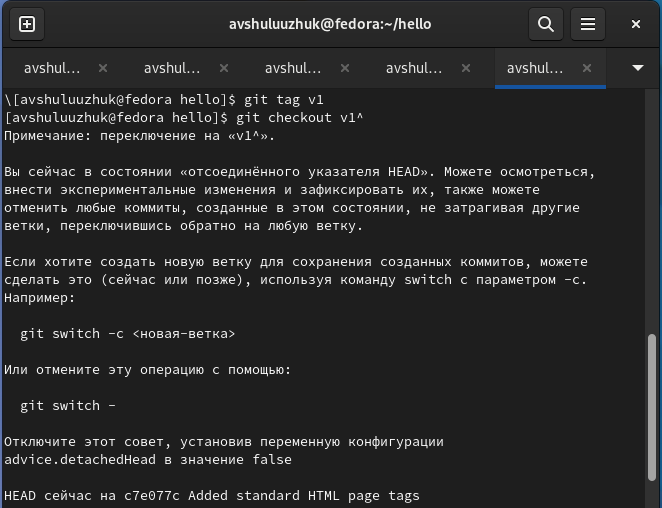 avshuluuzhuk@fedora:~/hello
avshul... avshul... avshul... avshul... avshul...
\[avshuluuzhuk@fedora hello]$ git tag v1
[avshuluuzhuk@fedora hello]$ git checkout v1^
Примечание: переключение на «v1^».
Вы сейчас в состоянии «отсоединённого указателя HEAD». Можете осмотреться,
внести экспериментальные изменения и зафиксировать их, также можете
отменить любые коммиты, созданные в этом состоянии, не затрагивая другие
ветки, переключившись обратно на любую ветку.
Если хотите создать новую ветку для сохранения созданных коммитов, можете
сделать это (сейчас или позже), используя команду switch с параметром -c.
Например:
git switch -c <новая-ветка>
Или отмените эту операцию с помощью:
git switch -
Отключите этот совет, установив переменную конфигурации
advice.detachedHead в значение false
HEAD сейчас на c7e077c Added standard HTML page tags